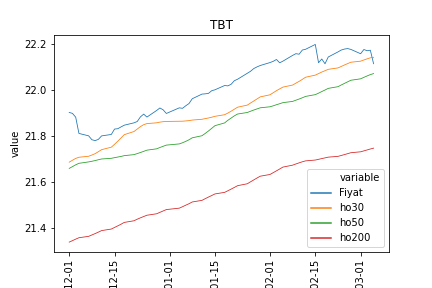 TBT
22.2
22.0
21.8
21.6
21.4
value
variable
Fiyat
ho30
ho50
ho200
12-01
12-15
01-01
01-15
02-01
02-15
03-01